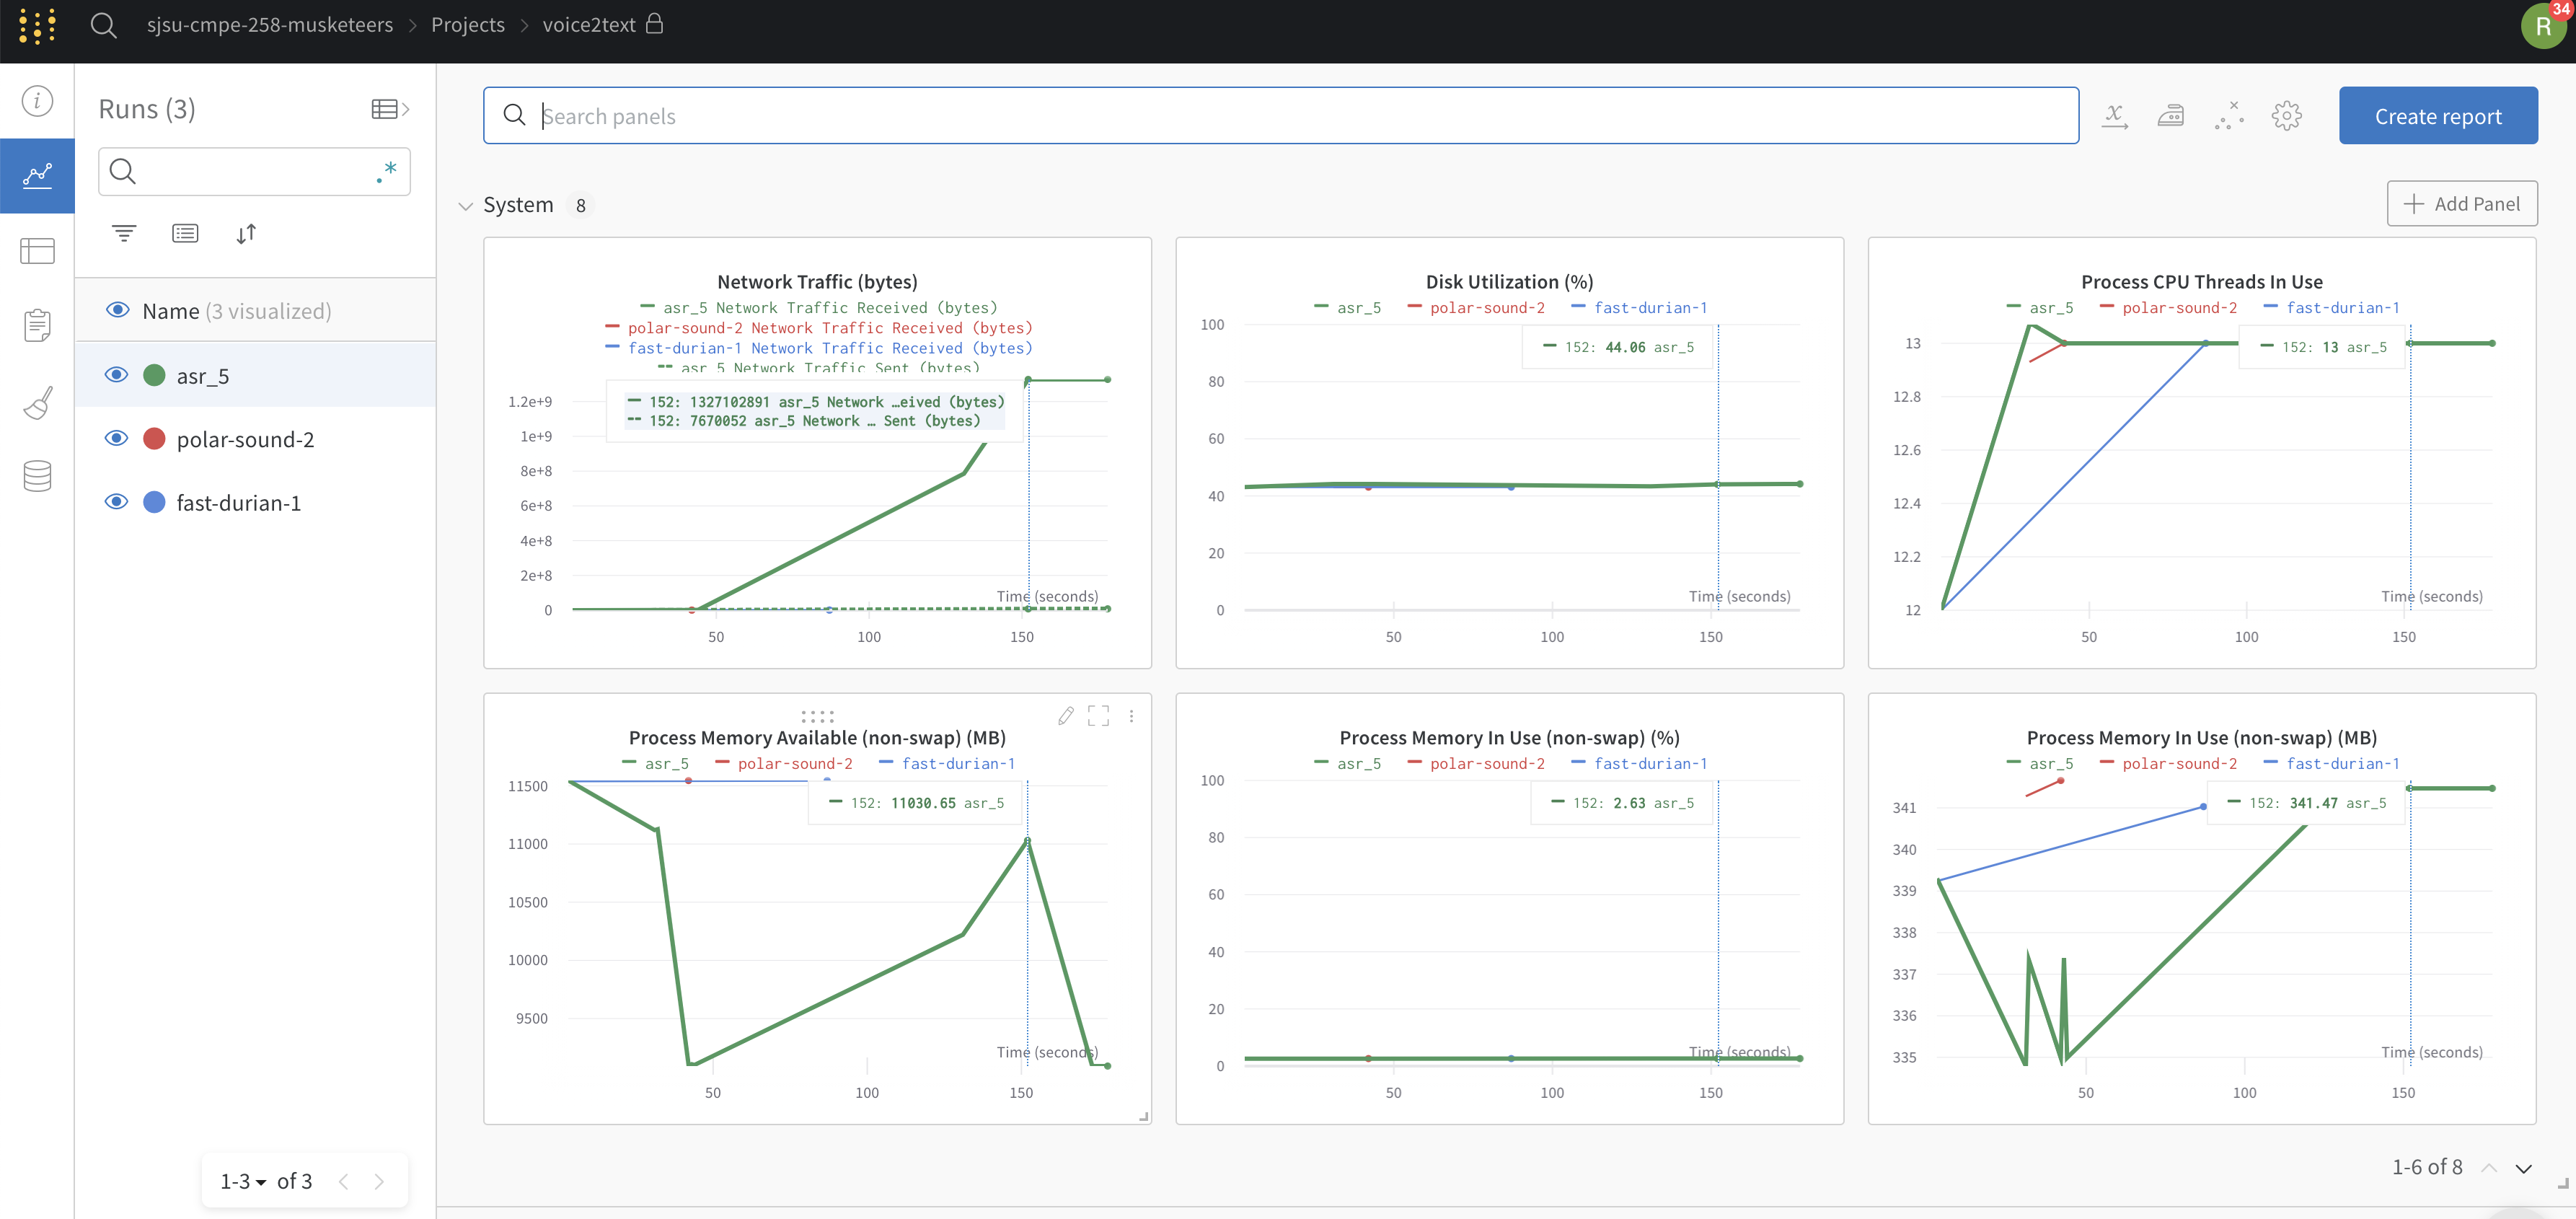 sjsu-cmpe-258-musketeers > Projects > voice2text
R
34
Runs (3)
.*
Name (3 visualized)
asr_5
polar-sound-2
fast-durian-1
1-3 of 3
Search panels
Create report
System 8
Add Panel
Network Traffic (bytes)
asr_5 Network Traffic Received (bytes)
polar-sound-2 Network Traffic Received (bytes)
fast-durian-1 Network Traffic Received (bytes)
asr_5 Network Traffic Sent (bytes)
152: 1327102891 asr_5 Network …eived (bytes)
152: 7670052 asr_5 Network … Sent (bytes)
1.2e+9
1e+9
8e+8
6e+8
4e+8
2e+8
0
Time (seconds)
50 100 150
Disk Utilization (%)
asr_5 polar-sound-2 fast-durian-1
152: 44.06 asr_5
100
80
60
40
20
0
Time (seconds)
50 100 150
Process CPU Threads In Use
asr_5 polar-sound-2 fast-durian-1
152: 13 asr_5
13
12.8
12.6
12.4
12.2
12
Time (seconds)
50 100 150
Process Memory Available (non-swap) (MB)
asr_5 polar-sound-2 fast-durian-1
152: 11030.65 asr_5
11500
11000
10500
10000
9500
Time (seconds)
50 100 150
Process Memory In Use (non-swap) (%)
asr_5 polar-sound-2 fast-durian-1
152: 2.63 asr_5
100
80
60
40
20
0
Time (seconds)
50 100 150
Process Memory In Use (non-swap) (MB)
asr_5 polar-sound-2 fast-durian-1
152: 341.47 asr_5
341
340
339
338
337
336
335
Time (seconds)
50 100 150
1-6 of 8